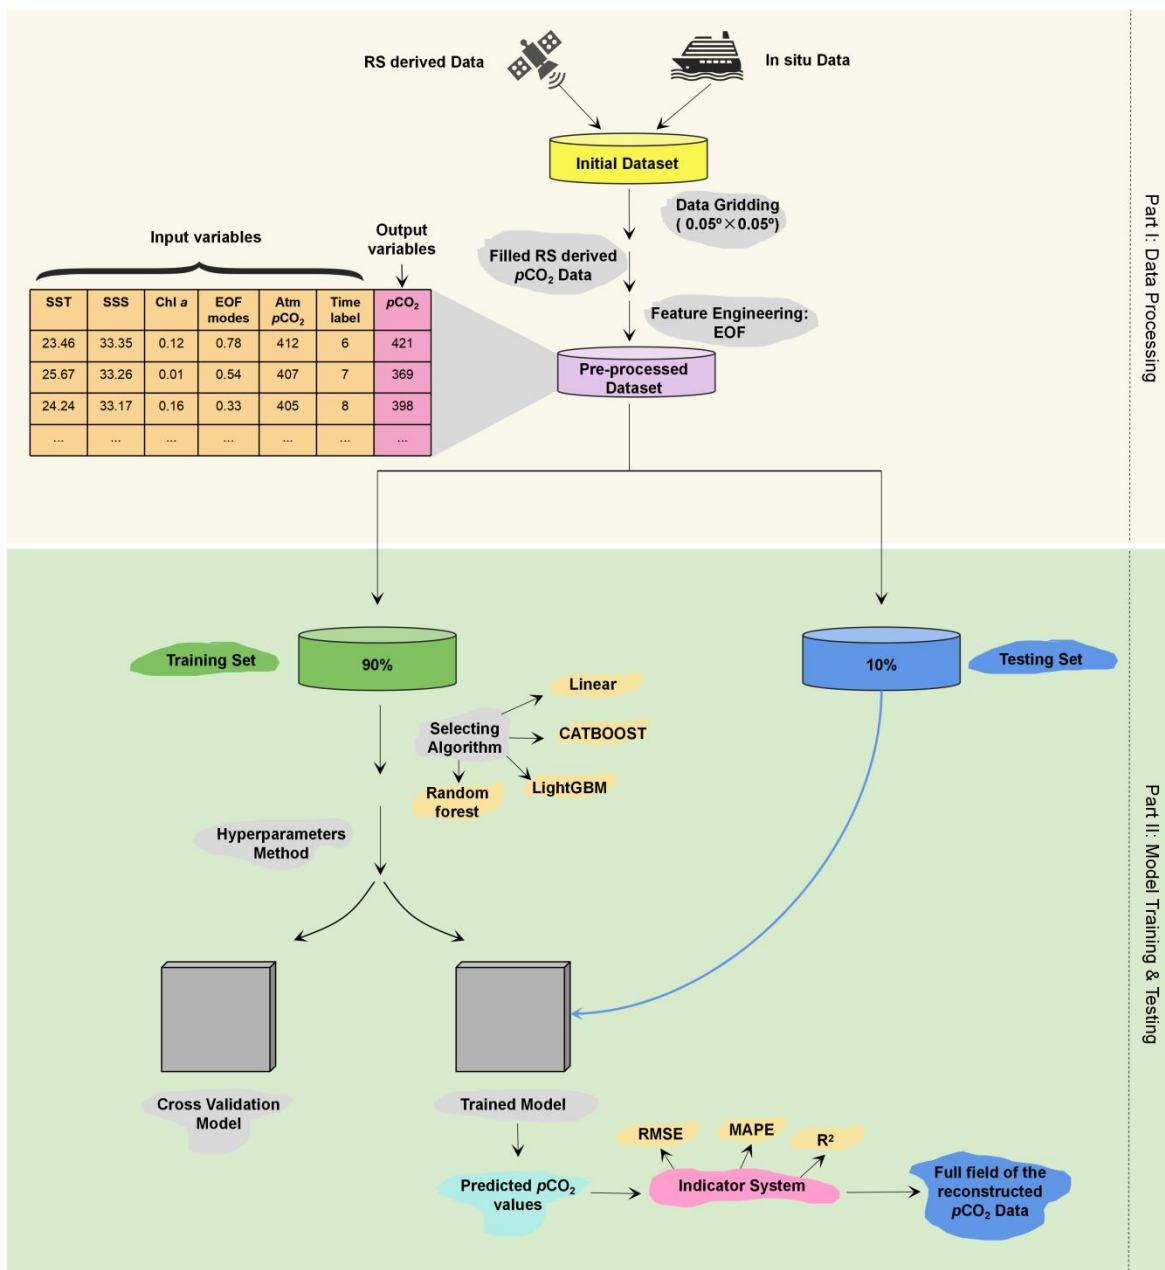 RS derived Data
In situ Data
Initial Dataset
Data Gridding
( 0.05º×0.05º)
Filled RS derived
pCO₂ Data
Feature Engineering:
EOF
Pre-processed
Dataset
Input variables
Output
variables
SST SSS Chl a EOF modes Atm pCO₂ Time label pCO₂
23.46 33.35 0.12 0.78 412 6 421
25.67 33.26 0.01 0.54 407 7 369
24.24 33.17 0.16 0.33 405 8 398
... ... ... ... ... ... ...
Part I: Data Processing
Training Set
90%
10%
Testing Set
Selecting
Algorithm
Linear
CATBOOST
LightGBM
Random
forest
Hyperparameters
Method
Cross Validation
Model
Trained Model
Predicted pCO₂
values
RMSE
MAPE
R²
Indicator System
Full field of the
reconstructed
pCO₂ Data
Part II: Model Training & Testing